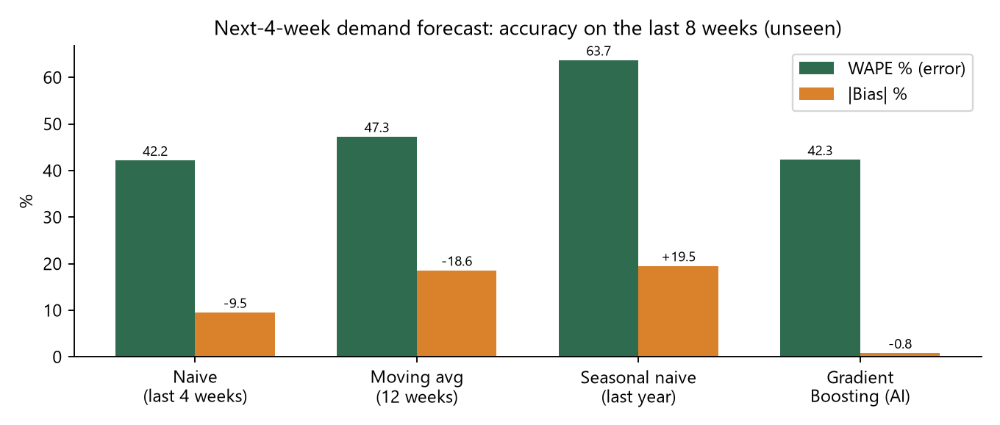 Next-4-week demand forecast: accuracy on the last 8 weeks (unseen)
WAPE % (error)
|Bias| %
%
60
50
40
30
20
10
0
42.2
-9.5
47.3
-18.6
63.7
+19.5
42.3
-0.8
Naive
(last 4 weeks)
Moving avg
(12 weeks)
Seasonal naive
(last year)
Gradient
Boosting (AI)